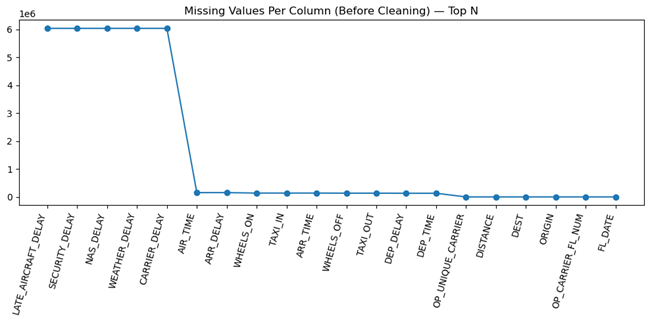 Missing Values Per Column (Before Cleaning) — Top N
1e6
6
5
4
3
2
1
0
LATE_AIRCRAFT_DELAY
SECURITY_DELAY
NAS_DELAY
WEATHER_DELAY
CARRIER_DELAY
AIR_TIME
ARR_DELAY
WHEELS_ON
TAXI_IN
ARR_TIME
WHEELS_OFF
TAXI_OUT
DEP_DELAY
DEP_TIME
OP_UNIQUE_CARRIER
DISTANCE
DEST
ORIGIN
OP_CARRIER_FL_NUM
FL_DATE